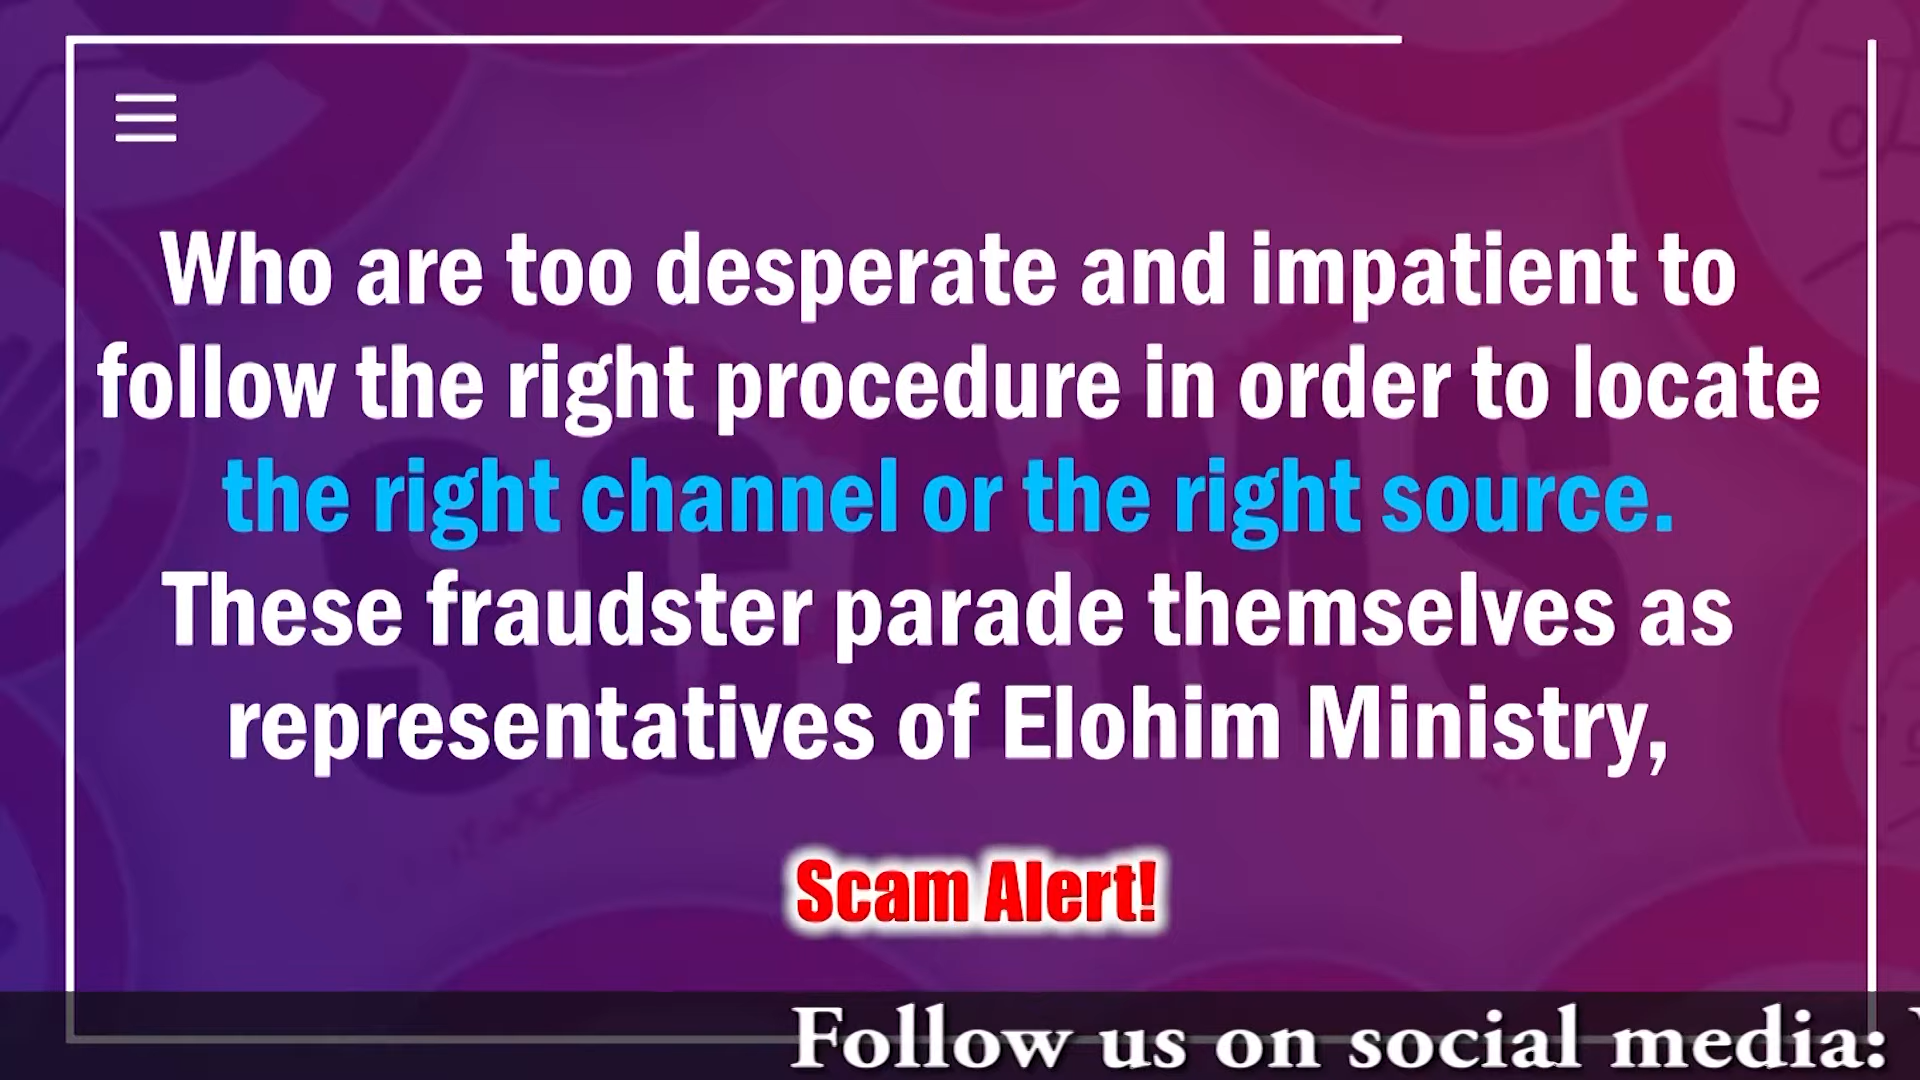 Who are too desperate and impatient to
follow the right procedure in order to locate
the right channel or the right source.
These fraudster parade themselves as
representatives of Elohim Ministry,
Scam Alert!
Follow us on social media:
SCAMS